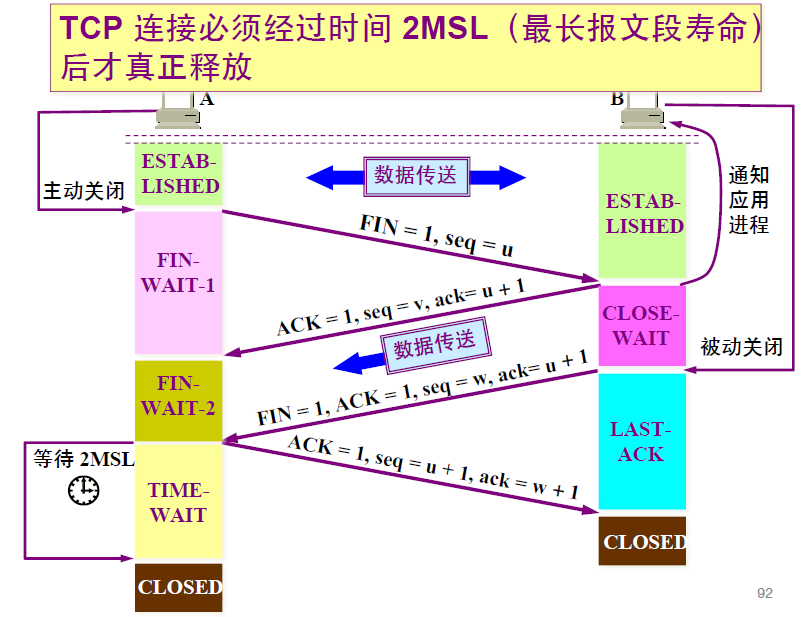 TCP 连接必须经过时间 2MSL（最长报文段寿命）
后才真正释放
A
B
ESTAB-
LISHED
数据传送
主动关闭
通知
应用
进程
ESTAB-
LISHED
FIN = 1, seq = u
FIN-
WAIT-1
ACK = 1, seq = v, ack= u + 1
CLOSE-
WAIT
数据传送
被动关闭
FIN-
WAIT-2
FIN = 1, ACK = 1, seq = w, ack= u + 1
LAST-
ACK
ACK = 1, seq = u + 1, ack = w + 1
等待 2MSL
TIME-
WAIT
CLOSED
CLOSED
92